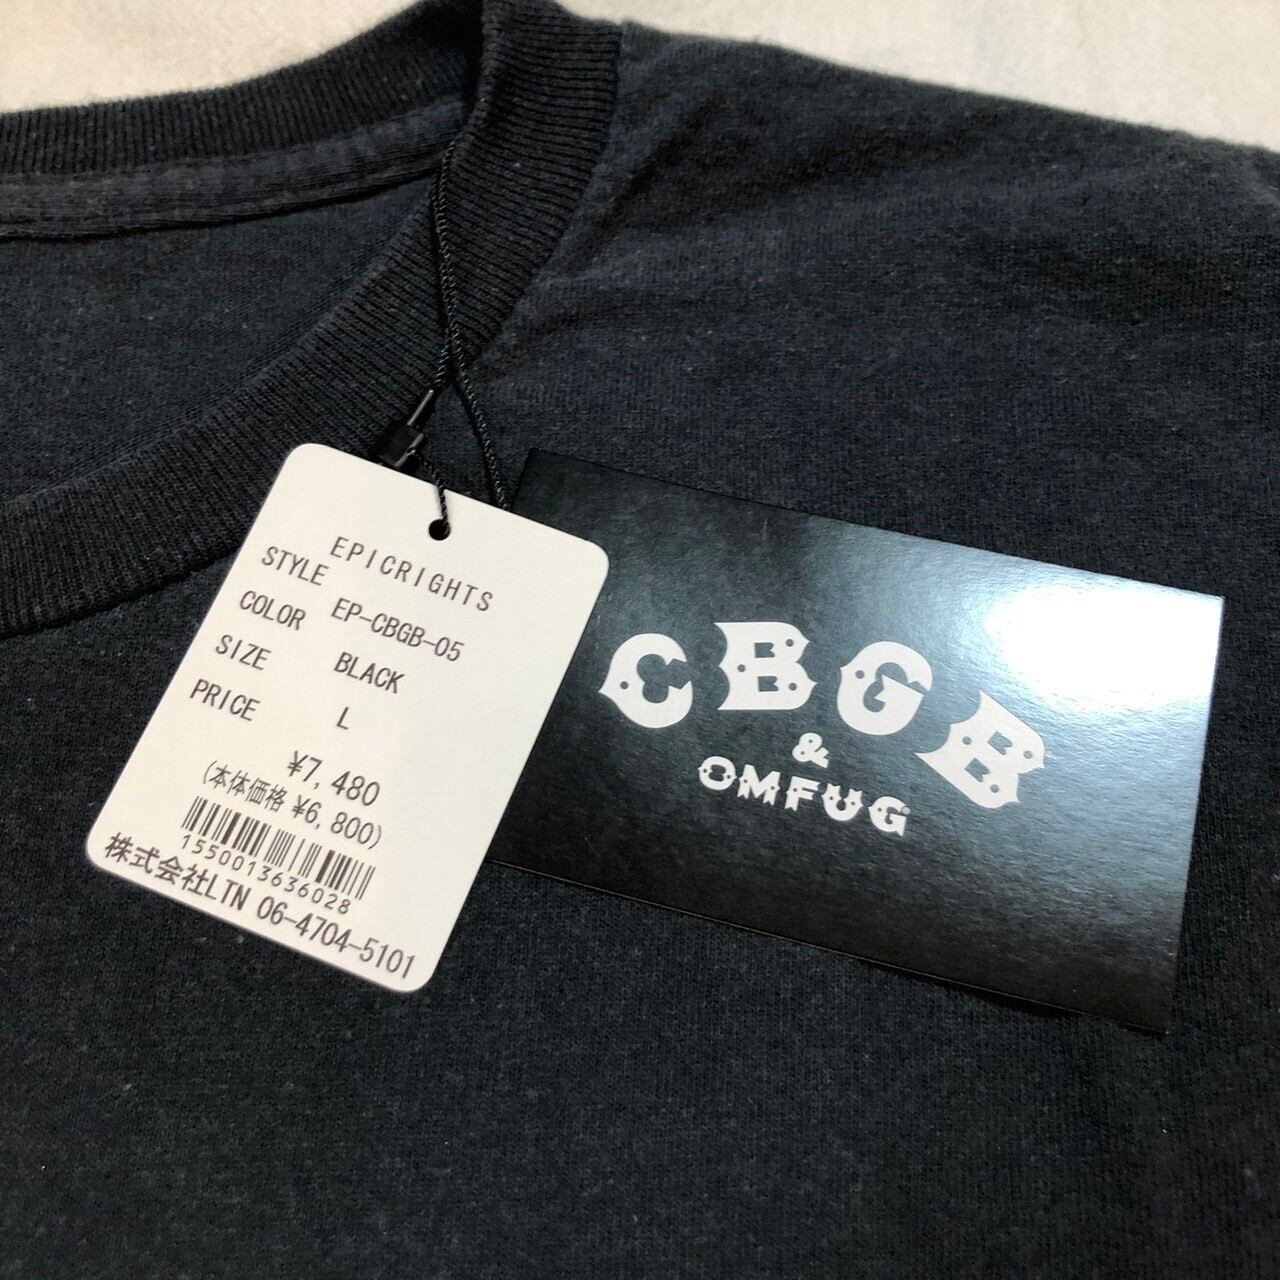 EPICRIGHTS
STYLE EP-CBGB-05
COLOR BLACK
SIZE L
PRICE ¥7,480
(本体価格 ¥6,800)
1550013636028
株式会社LTN 06-4704-5101
CBGB
&
OMFUG